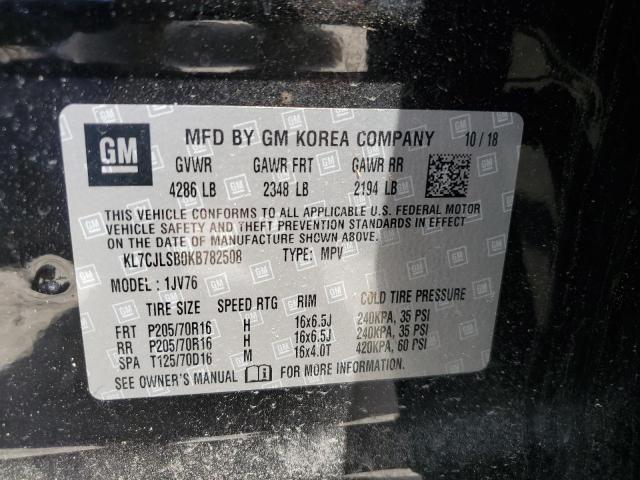 GM MFD BY GM KOREA COMPANY 10/18
GVWR GAWR FRT GAWR RR
4286 LB 2348 LB 2194 LB
THIS VEHICLE CONFORMS TO ALL APPLICABLE U.S. FEDERAL MOTOR
VEHICLE SAFETY AND THEFT PREVENTION STANDARDS IN EFFECT
ON THE DATE OF MANUFACTURE SHOWN ABOVE.
KL7CJLSB0KB782508 TYPE: MPV
MODEL: 1JV76
TIRE SIZE SPEED RTG RIM COLD TIRE PRESSURE
FRT P205/70R16 H 16x6.5J 240KPA, 35 PSI
RR P205/70R16 H 16x6.5J 240KPA, 35 PSI
SPA T125/70D16 M 16x4.0T 420KPA, 60 PSI
SEE OWNER'S MANUAL FOR MORE INFORMATION.